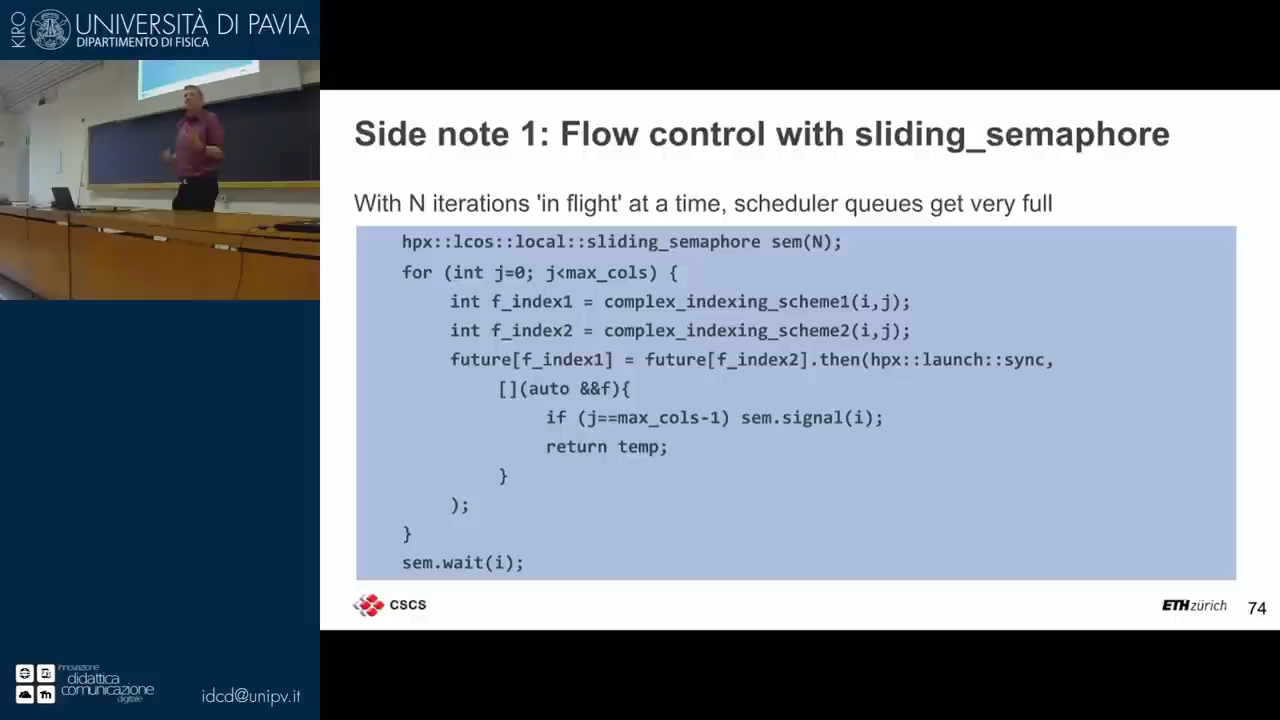 KIRO
UNIVERSITÀ DI PAVIA
DIPARTIMENTO DI FISICA
Side note 1: Flow control with sliding_semaphore
With N iterations 'in flight' at a time, scheduler queues get very full
hpx::lcos::local::sliding_semaphore sem(N);
for (int j=0; j<max_cols) {
int f_index1 = complex_indexing_scheme1(i,j);
int f_index2 = complex_indexing_scheme2(i,j);
future[f_index1] = future[f_index2].then(hpx::launch::sync,
[](auto &&f){
if (j==max_cols-1) sem.signal(i);
return temp;
}
);
}
sem.wait(i);
CSCS
ETH zürich
74
innovazione
didattica
comunicazione
digitale
idcd@unipv.it